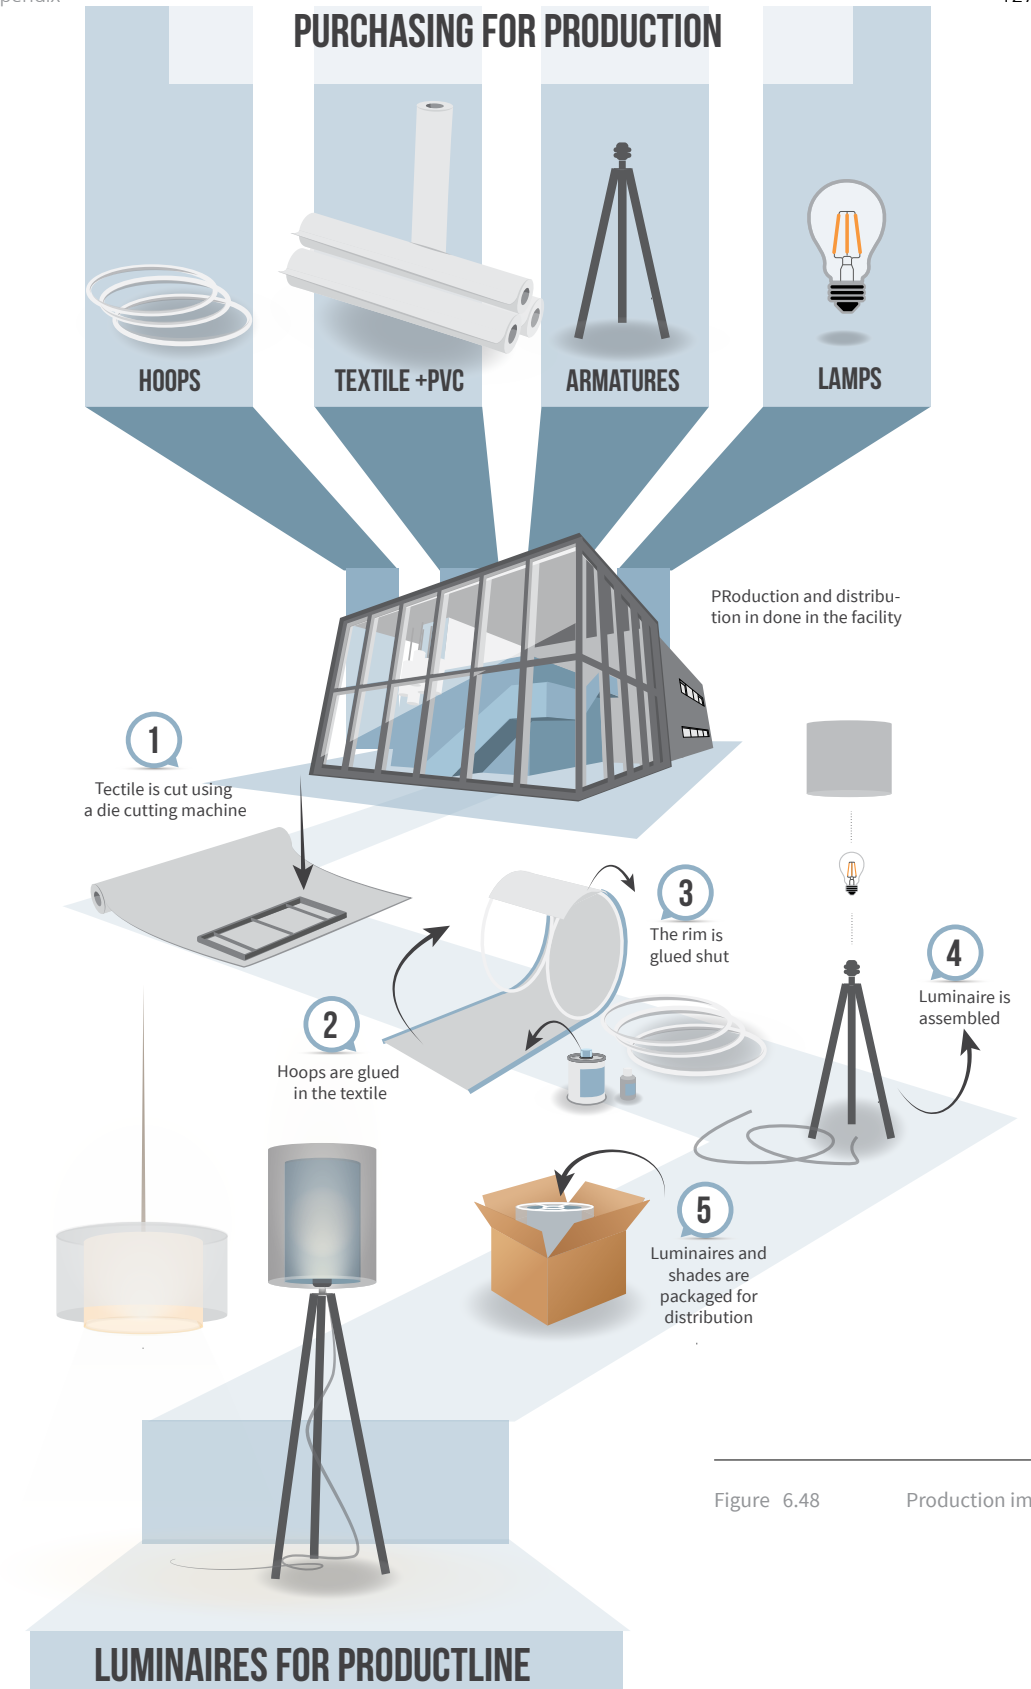 PURCHASING FOR PRODUCTION
HOOPS
TEXTILE +PVC
ARMATURES
LAMPS
PRoduction and distribu-
tion in done in the facility
1
Tectile is cut using
a die cutting machine
3
The rim is
glued shut
4
Luminaire is
assembled
2
Hoops are glued
in the textile
5
Luminaires and
shades are
packaged for
distribution
Figure 6.48 Production im
LUMINAIRES FOR PRODUCTLINE